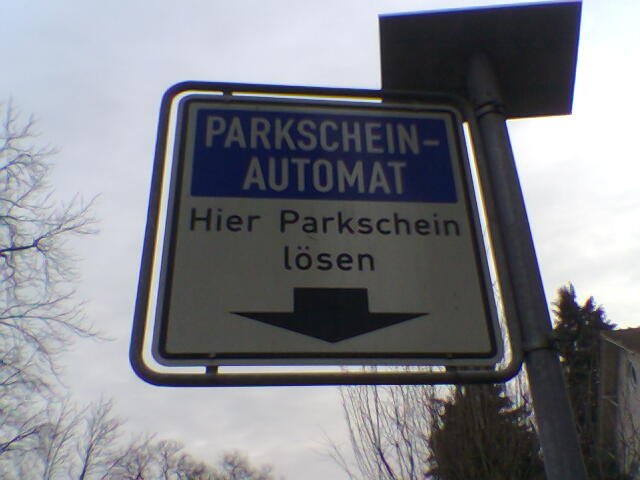 PARKSCHEIN-
AUTOMAT
Hier Parkschein
lösen